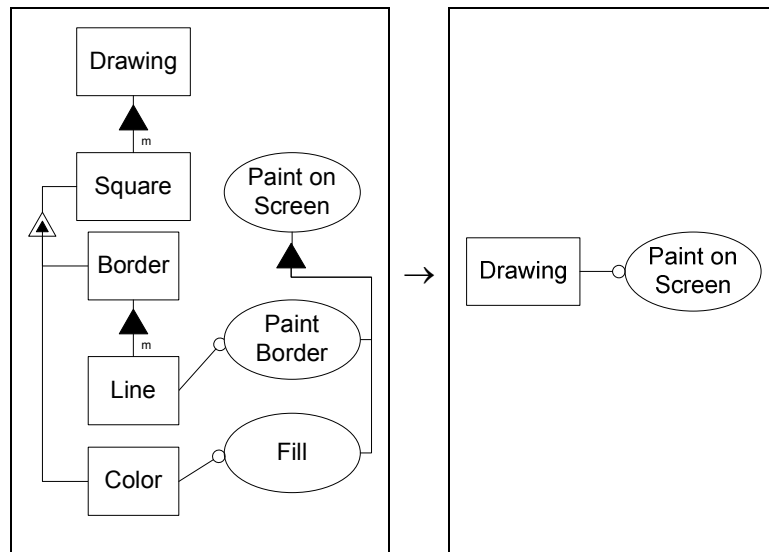 Drawing
m
Square
Paint on
Screen
Border
m
Line
Paint
Border
Color
Fill
→
Drawing
Paint on
Screen